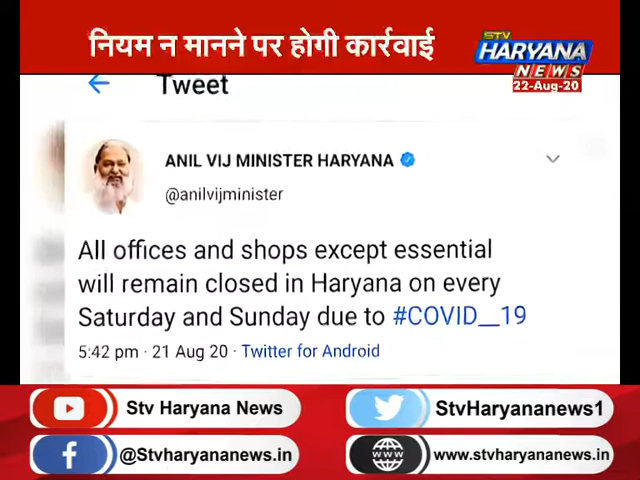 नियम न मानने पर होगी कार्रवाई
STV
HARYANA
NEWS
22-Aug-20
Tweet
ANIL VIJ MINISTER HARYANA
@anilvijminister
All offices and shops except essential
will remain closed in Haryana on every
Saturday and Sunday due to #COVID__19
5:42 pm · 21 Aug 20 · Twitter for Android
Stv Haryana News
StvHaryananews1
@Stvharyananews.in
www.stvharyananews.in